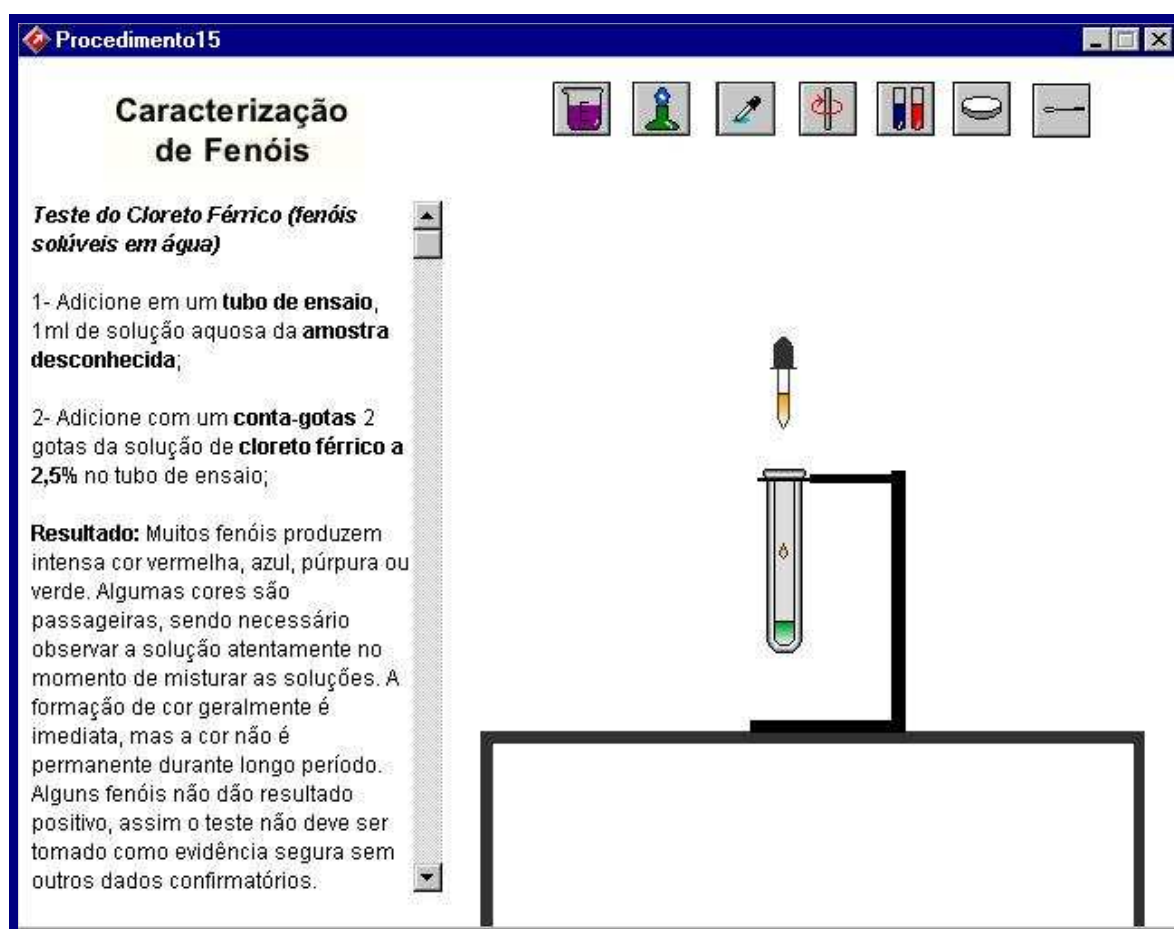 Procedimento15
Caracterização
de Fenóis
Teste do Cloreto Férrico (fenóis
solúveis em água)
1- Adicione em um tubo de ensaio,
1ml de solução aquosa da amostra
desconhecida;
2- Adicione com um conta-gotas 2
gotas da solução de cloreto férrico a
2,5% no tubo de ensaio;
Resultado: Muitos fenóis produzem
intensa cor vermelha, azul, púrpura ou
verde. Algumas cores são
passageiras, sendo necessário
observar a solução atentamente no
momento de misturar as soluções. A
formação de cor geralmente é
imediata, mas a cor não é
permanente durante longo período.
Alguns fenóis não dão resultado
positivo, assim o teste não deve ser
tomado como evidência segura sem
outros dados confirmatórios.